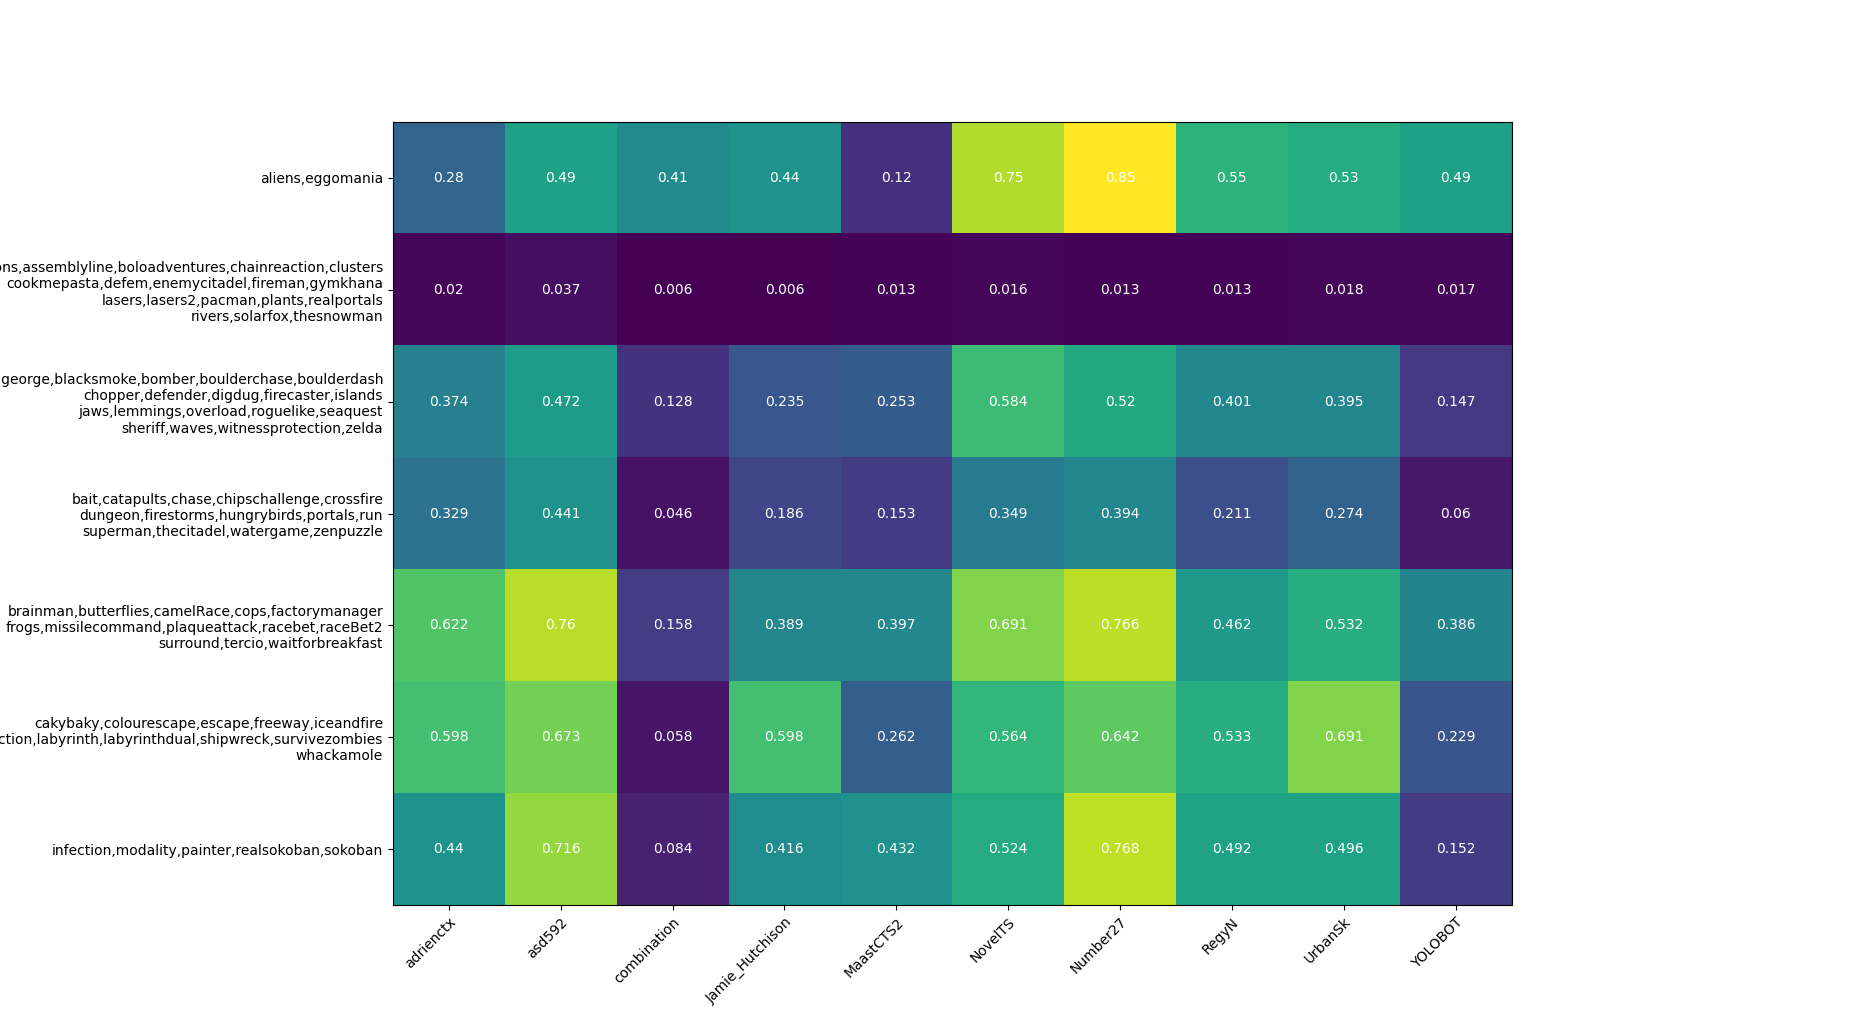 aliens,eggomania
0.28 0.49 0.41 0.44 0.12 0.75 0.85 0.55 0.53 0.49
ons,assemblyline,boloadventures,chainreaction,clusters
cookmepasta,defem,enemycitadel,fireman,gymkhana
lasers,lasers2,pacman,plants,realportals
rivers,solarfox,thesnowman
0.02 0.037 0.006 0.006 0.013 0.016 0.013 0.013 0.018 0.017
george,blacksmoke,bomber,boulderchase,boulderdash
chopper,defender,digdug,firecaster,islands
jaws,lemmings,overload,roguelike,seaquest
sheriff,waves,witnessprotection,zelda
0.374 0.472 0.128 0.235 0.253 0.584 0.52 0.401 0.395 0.147
bait,catapults,chase,chipschallenge,crossfire
dungeon,firestorms,hungrybirds,portals,run
superman,thecitadel,watergame,zenpuzzle
0.329 0.441 0.046 0.186 0.153 0.349 0.394 0.211 0.274 0.06
brainman,butterflies,camelRace,cops,factorymanager
frogs,missilecommand,plaqueattack,racebet,raceBet2
surround,tercio,waitforbreakfast
0.622 0.76 0.158 0.389 0.397 0.691 0.766 0.462 0.532 0.386
cakybaky,colourescape,escape,freeway,iceandfire
ction,labyrinth,labyrinthdual,shipwreck,survivezombies
whackamole
0.598 0.673 0.058 0.598 0.262 0.564 0.642 0.533 0.691 0.229
infection,modality,painter,realsokoban,sokoban
0.44 0.716 0.084 0.416 0.432 0.524 0.768 0.492 0.496 0.152
adrienctx asd592 combination Jamie_Hutchison MaastCTS2 NovelTS Number27 RegyN UrbanSk YOLOBOT